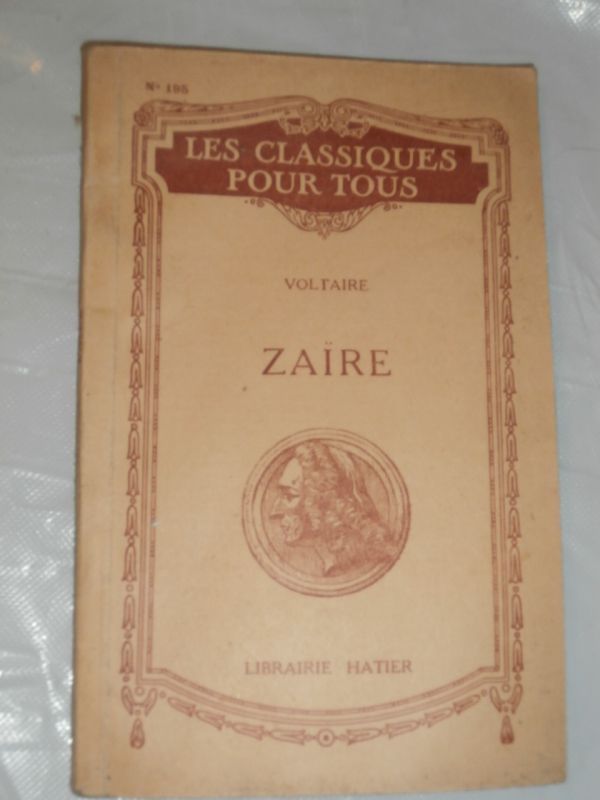 N° 195
LES CLASSIQUES
POUR TOUS
VOLTAIRE
ZAÏRE
LIBRAIRIE HATIER